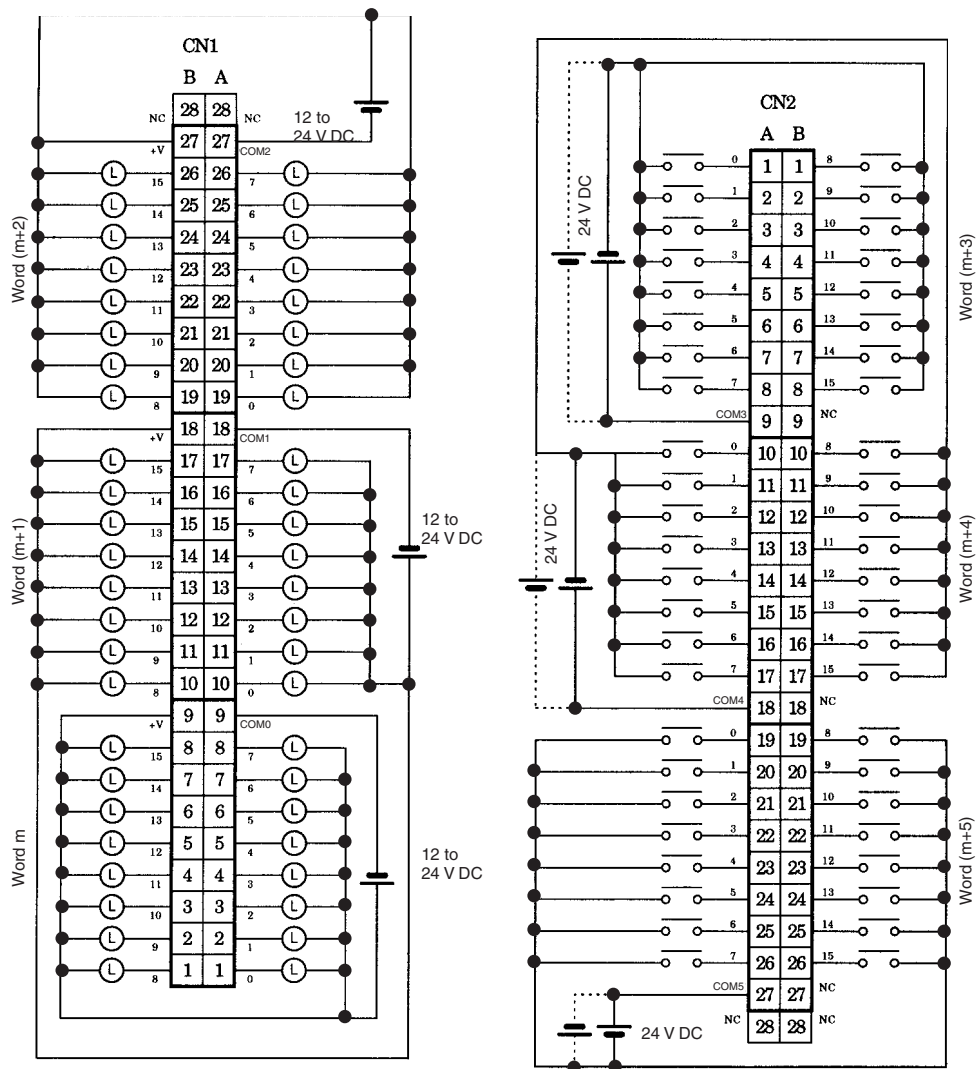 CN1
B A
NC 28 28 NC
12 to
24 V DC
+V 27 27 COM2
L 15 26 26 7 L
L 14 25 25 6 L
L 13 24 24 5 L
L 12 23 23 4 L
L 11 22 22 3 L
L 10 21 21 2 L
L 9 20 20 1 L
L 8 19 19 0 L
Word (m+2)
+V 18 18 COM1
L 15 17 17 7 L
L 14 16 16 6 L
L 13 15 15 5 L
L 12 14 14 4 L
L 11 13 13 3 L
L 10 12 12 2 L
L 9 11 11 1 L
L 8 10 10 0 L
Word (m+1)
12 to
24 V DC
+V 9 9 COM0
L 15 8 8 7 L
L 14 7 7 6 L
L 13 6 6 5 L
L 12 5 5 4 L
L 11 4 4 3 L
L 10 3 3 2 L
L 9 2 2 1 L
L 8 1 1 0 L
Word m
12 to
24 V DC
CN2
A B
0 1 1 8
1 2 2 9
2 3 3 10
3 4 4 11
4 5 5 12
5 6 6 13
6 7 7 14
7 8 8 15
COM3 9 9 NC
24 V DC
Word (m+3)
0 10 10 8
1 11 11 9
2 12 12 10
3 13 13 11
4 14 14 12
5 15 15 13
6 16 16 14
7 17 17 15
COM4 18 18 NC
24 V DC
Word (m+4)
0 19 19 8
1 20 20 9
2 21 21 10
3 22 22 11
4 23 23 12
5 24 24 13
6 25 25 14
7 26 26 15
COM5 27 27 NC
NC 28 28 NC
24 V DC
Word (m+5)